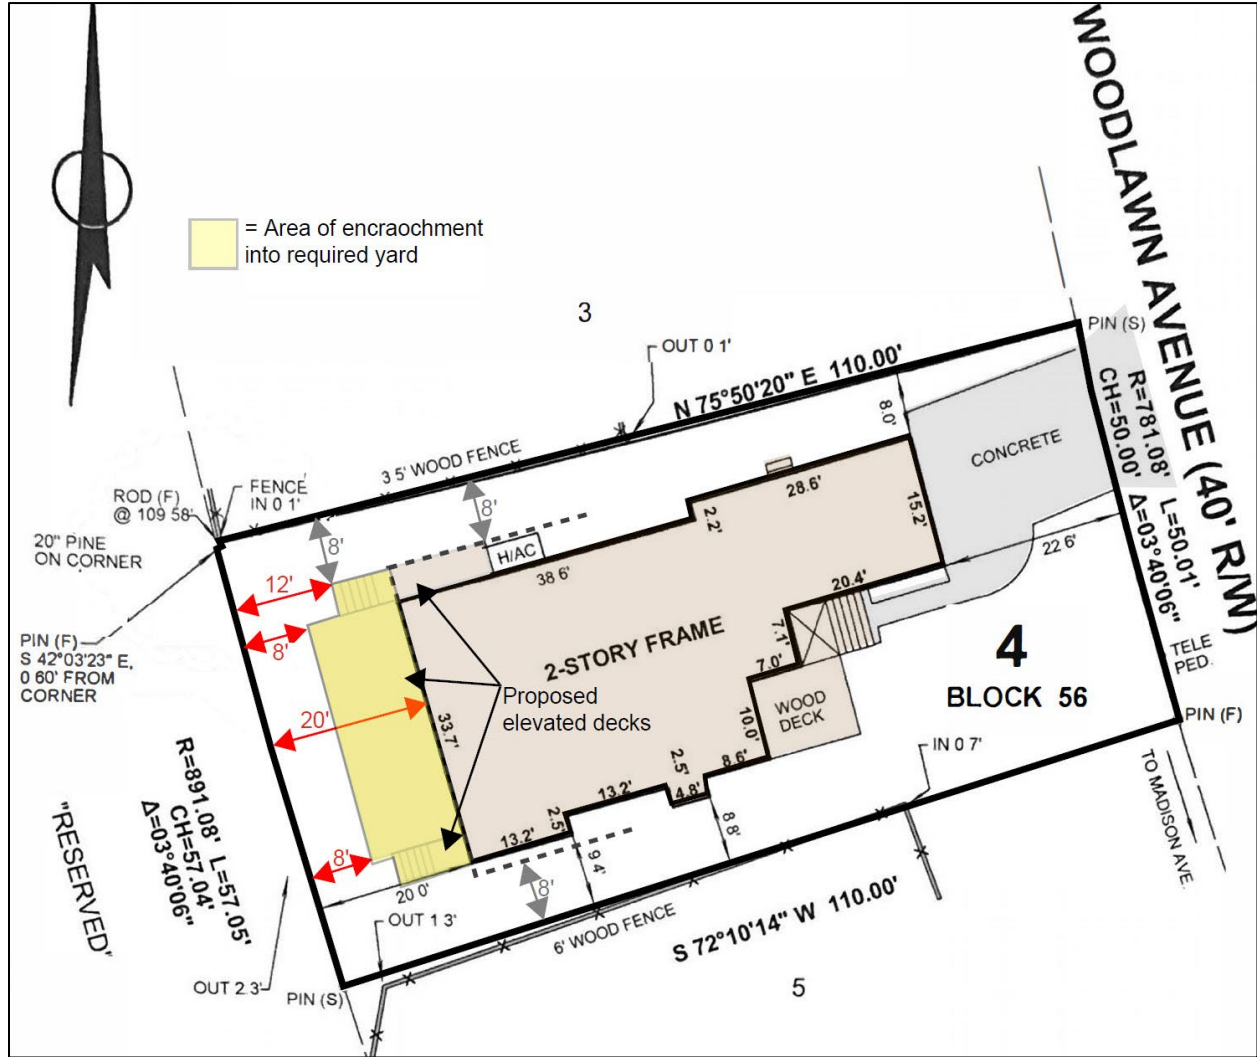 WOODLAWN AVENUE (40' R/W)
= Area of encraochment
into required yard
3
PIN (S)
OUT 0 1'
N 75°50'20" E 110.00'
R=781.08' L=50.01'
CH=50.00' Δ=03°40'06"
8.0'
CONCRETE
3 5' WOOD FENCE
FENCE
IN 0 1'
ROD (F)
@ 109 58'
28.6'
15.2'
2.2'
8'
8'
20" PINE
ON CORNER
H/AC
22 6'
12'
38 6'
20.4'
PIN (F)
S 42°03'23" E,
0 60' FROM
CORNER
8'
2-STORY FRAME
7.1'
7.0'
4
BLOCK 56
TELE
PED.
Proposed
elevated decks
WOOD
DECK
20'
33.7'
10.0'
PIN (F)
R=891.08' L=57.05'
CH=57.04'
Δ=03°40'06"
8.6'
2.5'
4.8'
IN 0 7'
TO MADISON AVE.
13.2'
2.5'
13.2'
8 8'
"RESERVED"
8'
20 0'
9 4'
8'
OUT 1 3'
6' WOOD FENCE
S 72°10'14" W 110.00'
OUT 2.3'
PIN (S)
5